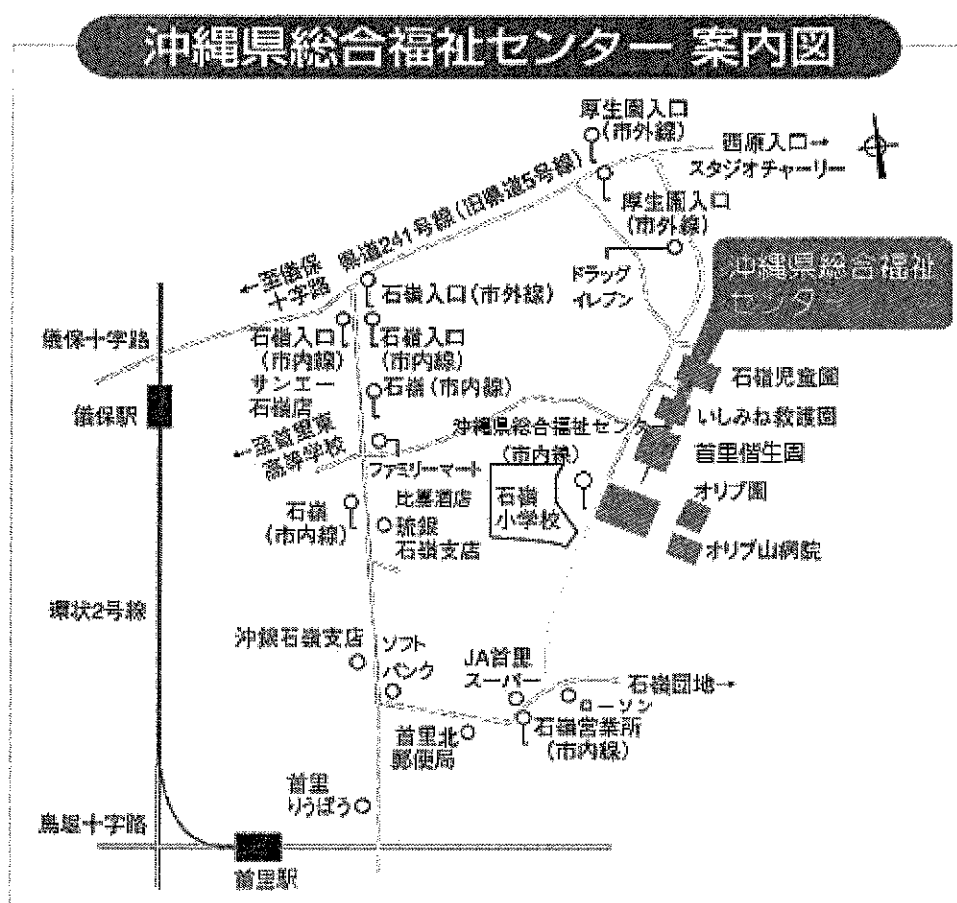 沖縄県総合福祉センター 案内図
厚生園入口
(市外線)
西原入口→
スタジオチャーリー
県道241号線(旧県道5号線)
厚生園入口
(市外線)
ドラッグ
イレブン
沖縄県総合福祉
センター
←至儀保
十字路
石嶺入口(市外線)
儀保十字路
石嶺入口
(市内線)
石嶺入口
(市内線)
サンエー
石嶺店
石嶺(市内線)
石嶺児童園
儀保駅
いしみね救護園
沖縄県総合福祉センター
(市内線)
←至首里東
高等学校
首里偕生園
ファミリーマート
比嘉酒店
石嶺
小学校
オリブ園
石嶺
(市内線)
琉銀
石嶺支店
オリブ山病院
環状2号線
沖銀石嶺支店
ソフト
バンク
JA首里
スーパー
石嶺団地→
ローソン
首里北
郵便局
石嶺営業所
(市内線)
首里
りうぼう
鳥堀十字路
首里駅